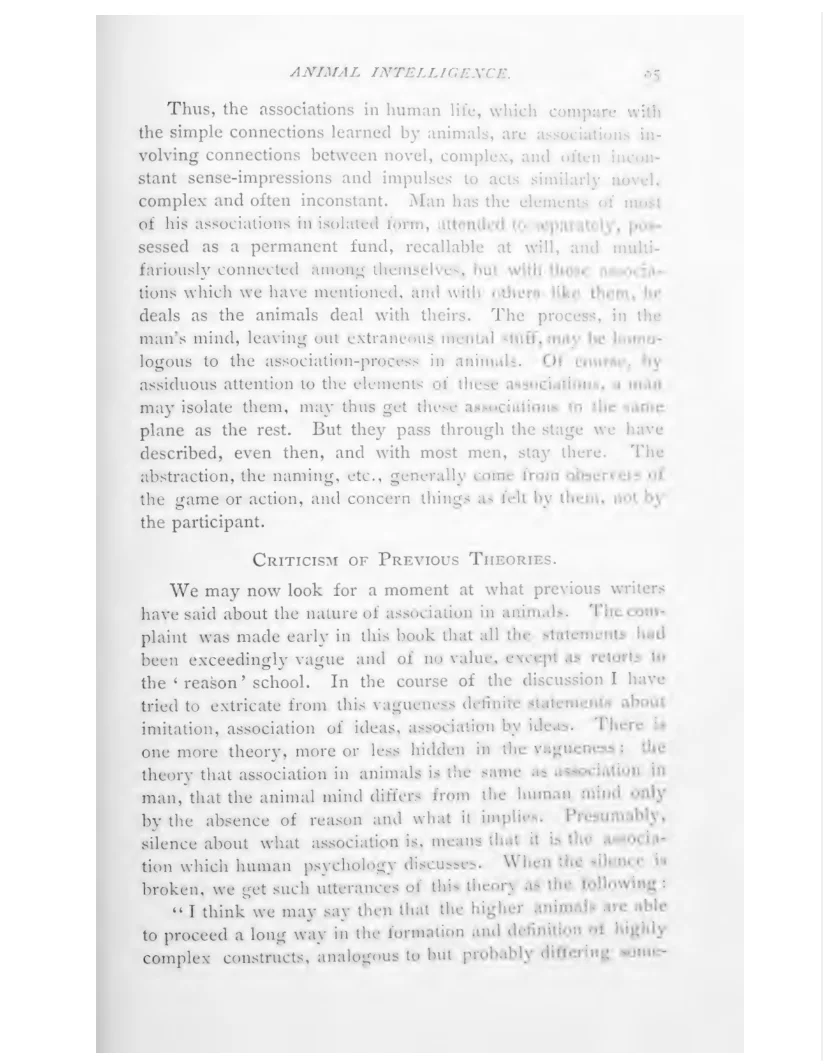 ANIMAL INTELLIGENCE.
Thus, the associations in human life, which compare with
the simple connections learned by animals, are associations in-
volving connections between novel, complex, and often incon-
stant sense-impressions and impulses to acts similarly novel,
complex and often inconstant. Man has the elements of most
of his associations in isolated form, attended to separately, pos-
sessed as a permanent fund, recallable at will, and multi-
fariously connected among themselves, but with these associa-
tions which we have mentioned, and with others like them, he
deals as the animals deal with theirs. The process, in the
man's mind, leaving out extraneous mental stuff, may be homo-
logous to the association-process in animals. Of course, by
assiduous attention to the elements of these associations, a man
may isolate them, may thus get these associations to the same
plane as the rest. But they pass through the stage we have
described, even then, and with most men, stay there. The
abstraction, the naming, etc., generally come from observers of
the game or action, and concern things as felt by them, not by
the participant.
CRITICISM OF PREVIOUS THEORIES.
We may now look for a moment at what previous writers
have said about the nature of association in animals. The com-
plaint was made early in this book that all the statements had
been exceedingly vague and of no value, except as retorts to
the ‘ reason ’ school. In the course of the discussion I have
tried to extricate from this vagueness definite statements about
imitation, association of ideas, association by ideas. There is
one more theory, more or less hidden in the vagueness : the
theory that association in animals is the same as association in
man, that the animal mind differs from the human mind only
by the absence of reason and what it implies. Presumably,
silence about what association is, means that it is the associa-
tion which human psychology discusses. When the silence is
broken, we get such utterances of this theory as the following :
“ I think we may say then that the higher animals are able
to proceed a long way in the formation and definition of highly
complex constructs, analogous to but probably differing some-